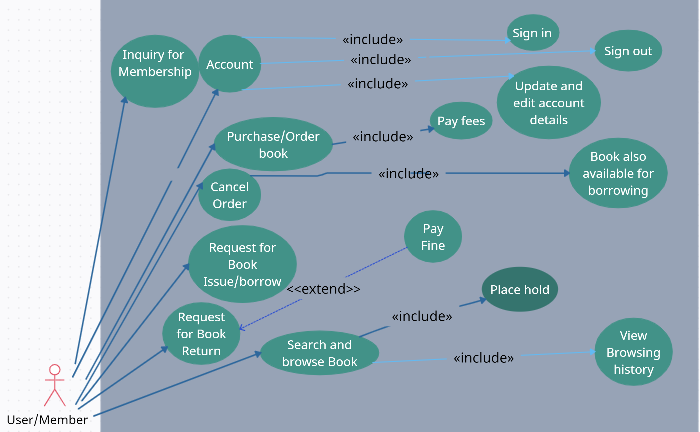 Inquiry for
Membership
Account
«include»
«include»
«include»
Sign in
Sign out
Update and
edit account
details
Purchase/Order
book
«include»
Pay fees
Cancel
Order
«include»
Book also
available for
borrowing
Request for
Book
Issue/borrow
Pay
Fine
<<extend>>
Request
for Book
Return
Search and
browse Book
«include»
Place hold
«include»
View
Browsing
history
User/Member